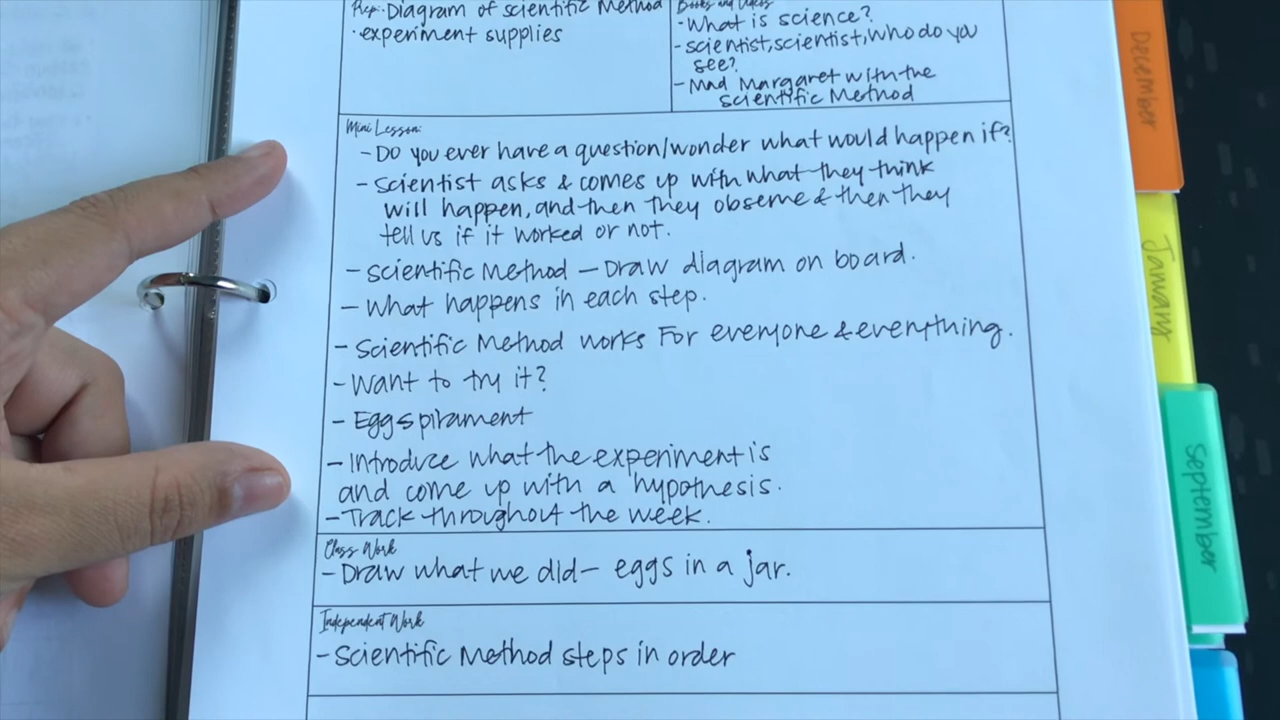 Prep: Diagram of scientific Method
· experiment supplies
Books and Videos
- What is science?
- scientist, scientist, who do you
see?
- Mad Margaret with the
scientific Method
Mini Lesson:
- Do you ever have a question/wonder what would happen if?
- Scientist asks & comes up with what they think
will happen, and then they observe & then they
tell us if it worked or not.
- Scientific Method - Draw diagram on board.
- What happens in each step.
- Scientific Method works For everyone & everything.
- Want to try it?
- Eggspirament
- Introduce what the experiment is
and come up with a hypothesis.
- Track throughout the week.
Class Work
- Draw what we did - eggs in a jar.
Independent Work
- Scientific Method steps in order
December
January
September